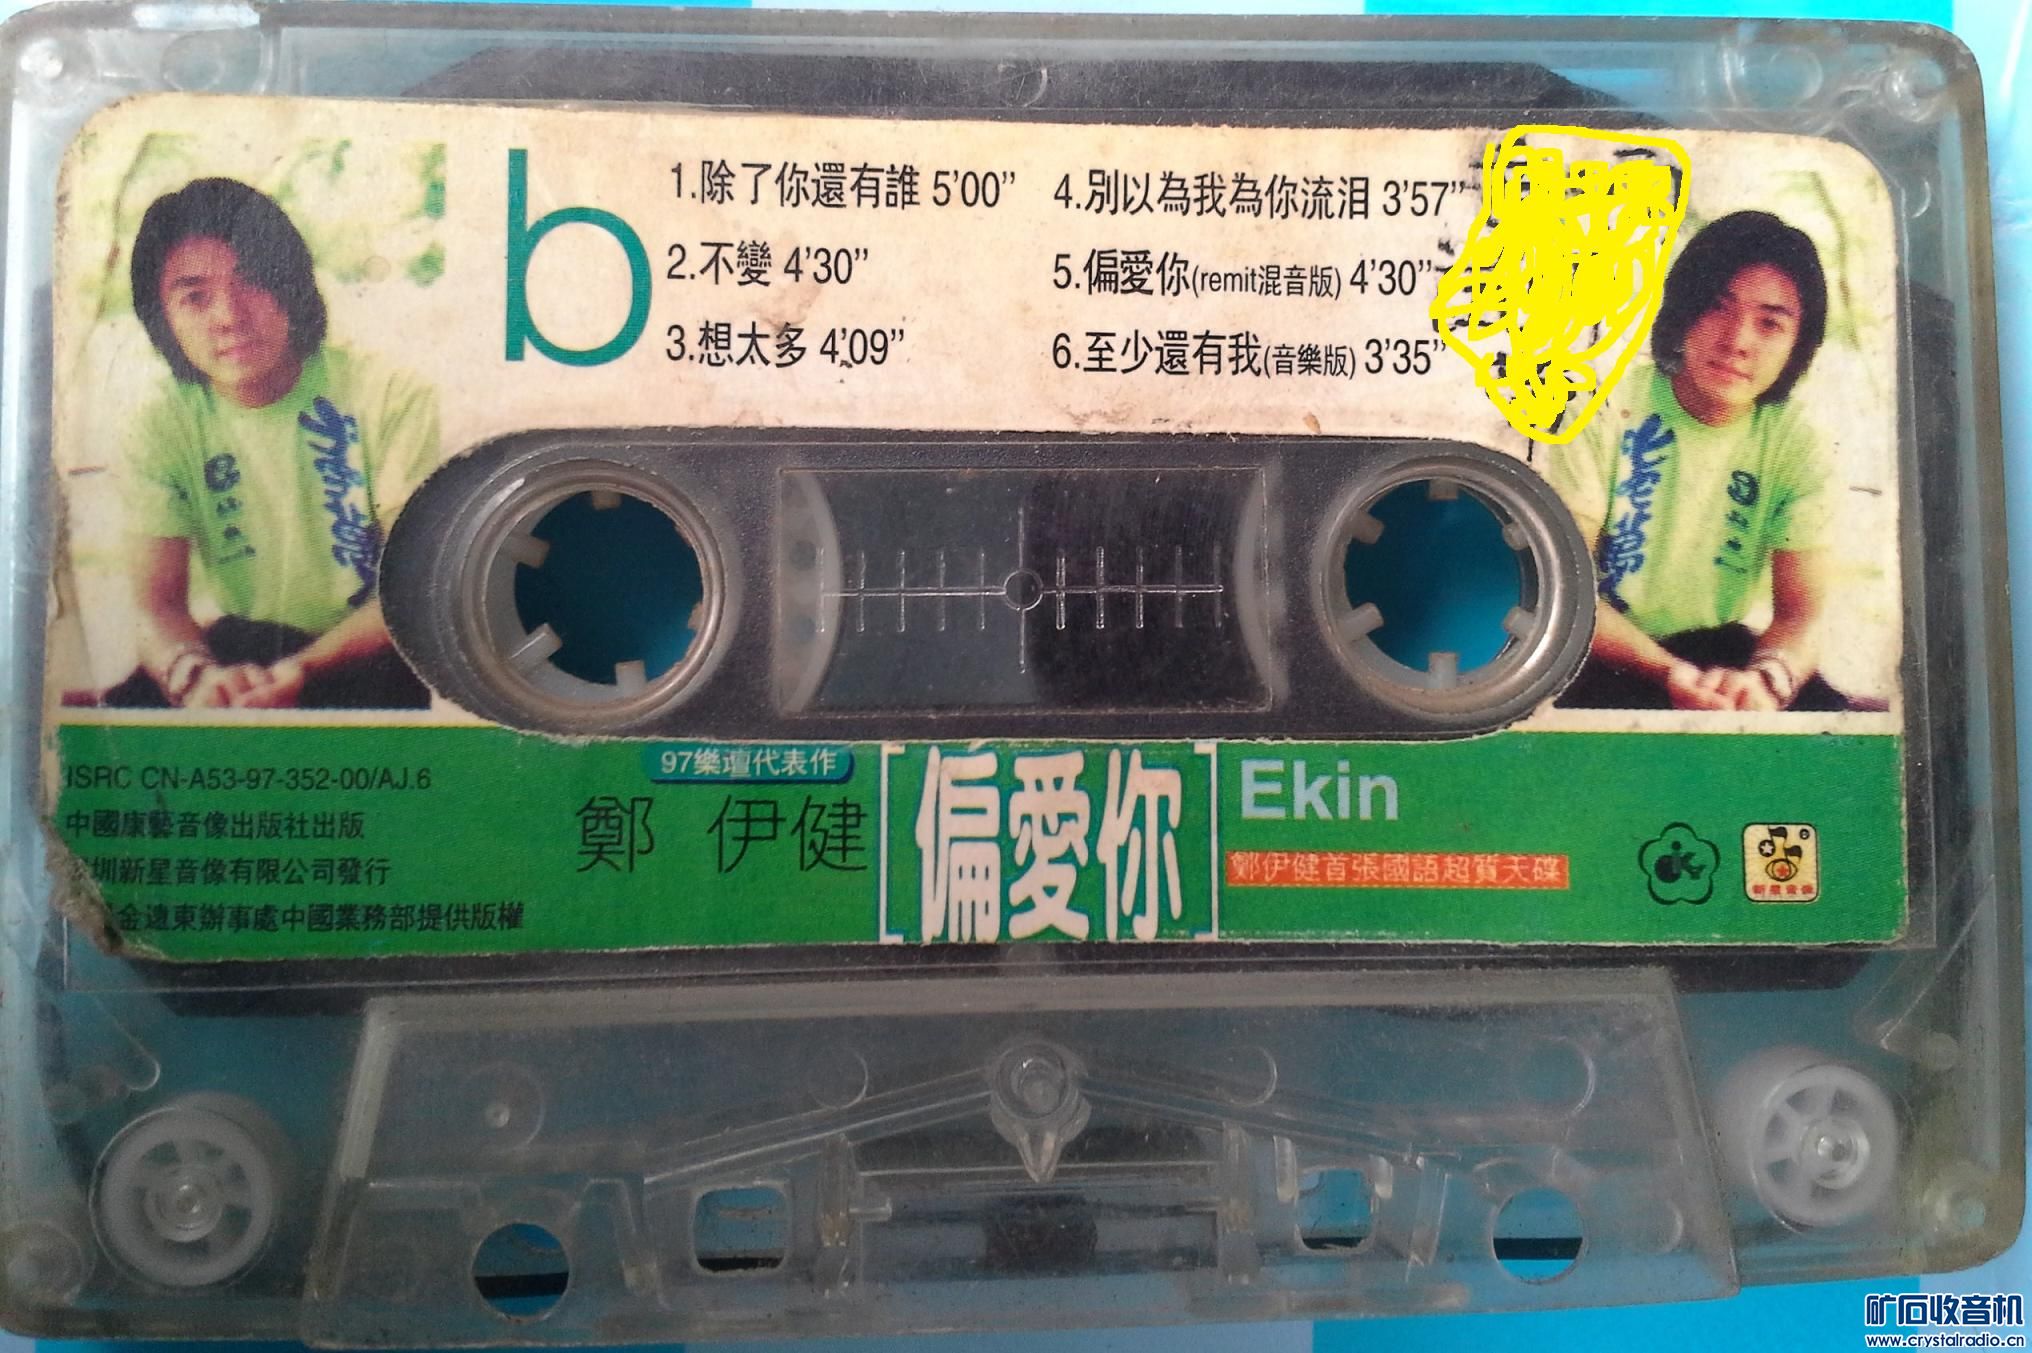 b
1.除了你還有誰 5'00"
2.不變 4'30"
3.想太多 4'09"
4.別以為我為你流泪 3'57"
5.偏愛你(remit混音版) 4'30"
6.至少還有我(音樂版) 3'35"
ISRC CN-A53-97-352-00/AJ.6
中國康藝音像出版社出版
圳新星音像有限公司發行
金遠東辦事處中國業務部提供版權
97樂壇代表作
鄭 伊健
[偏愛你]
Ekin
鄭伊健首張國語超質天碟
新星音像
矿石收音机
www.crystalradio.cn